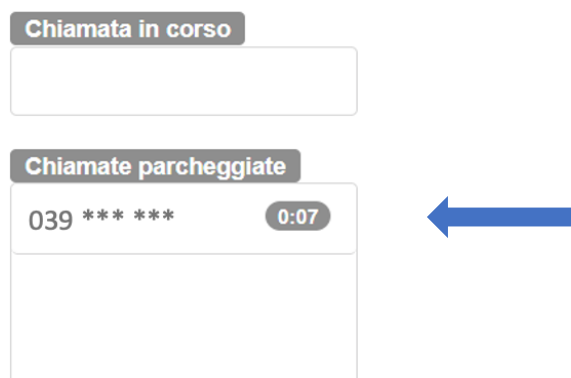 Chiamata in corso
Chiamate parcheggiate
039 *** *** 0:07